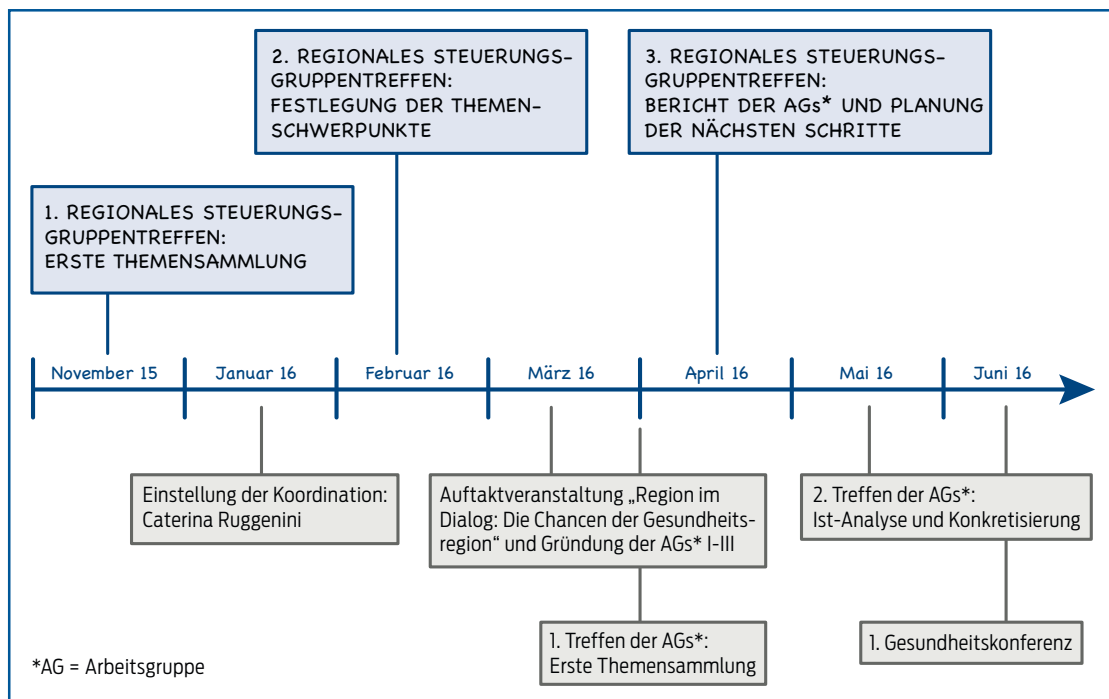 2. REGIONALES STEUERUNGS-
GRUPPENTREFFEN:
FESTLEGUNG DER THEMEN-
SCHWERPUNKTE
3. REGIONALES STEUERUNGS-
GRUPPENTREFFEN:
BERICHT DER AGs* UND PLANUNG
DER NÄCHSTEN SCHRITTE
1. REGIONALES STEUERUNGS-
GRUPPENTREFFEN:
ERSTE THEMENSAMMLUNG
November 15
Januar 16
Februar 16
März 16
April 16
Mai 16
Juni 16
Einstellung der Koordination:
Caterina Ruggenini
Auftaktveranstaltung „Region im
Dialog: Die Chancen der Gesundheits-
region“ und Gründung der AGs* I-III
2. Treffen der AGs*:
Ist-Analyse und Konkretisierung
1. Treffen der AGs*:
Erste Themensammlung
1. Gesundheitskonferenz
*AG = Arbeitsgruppe